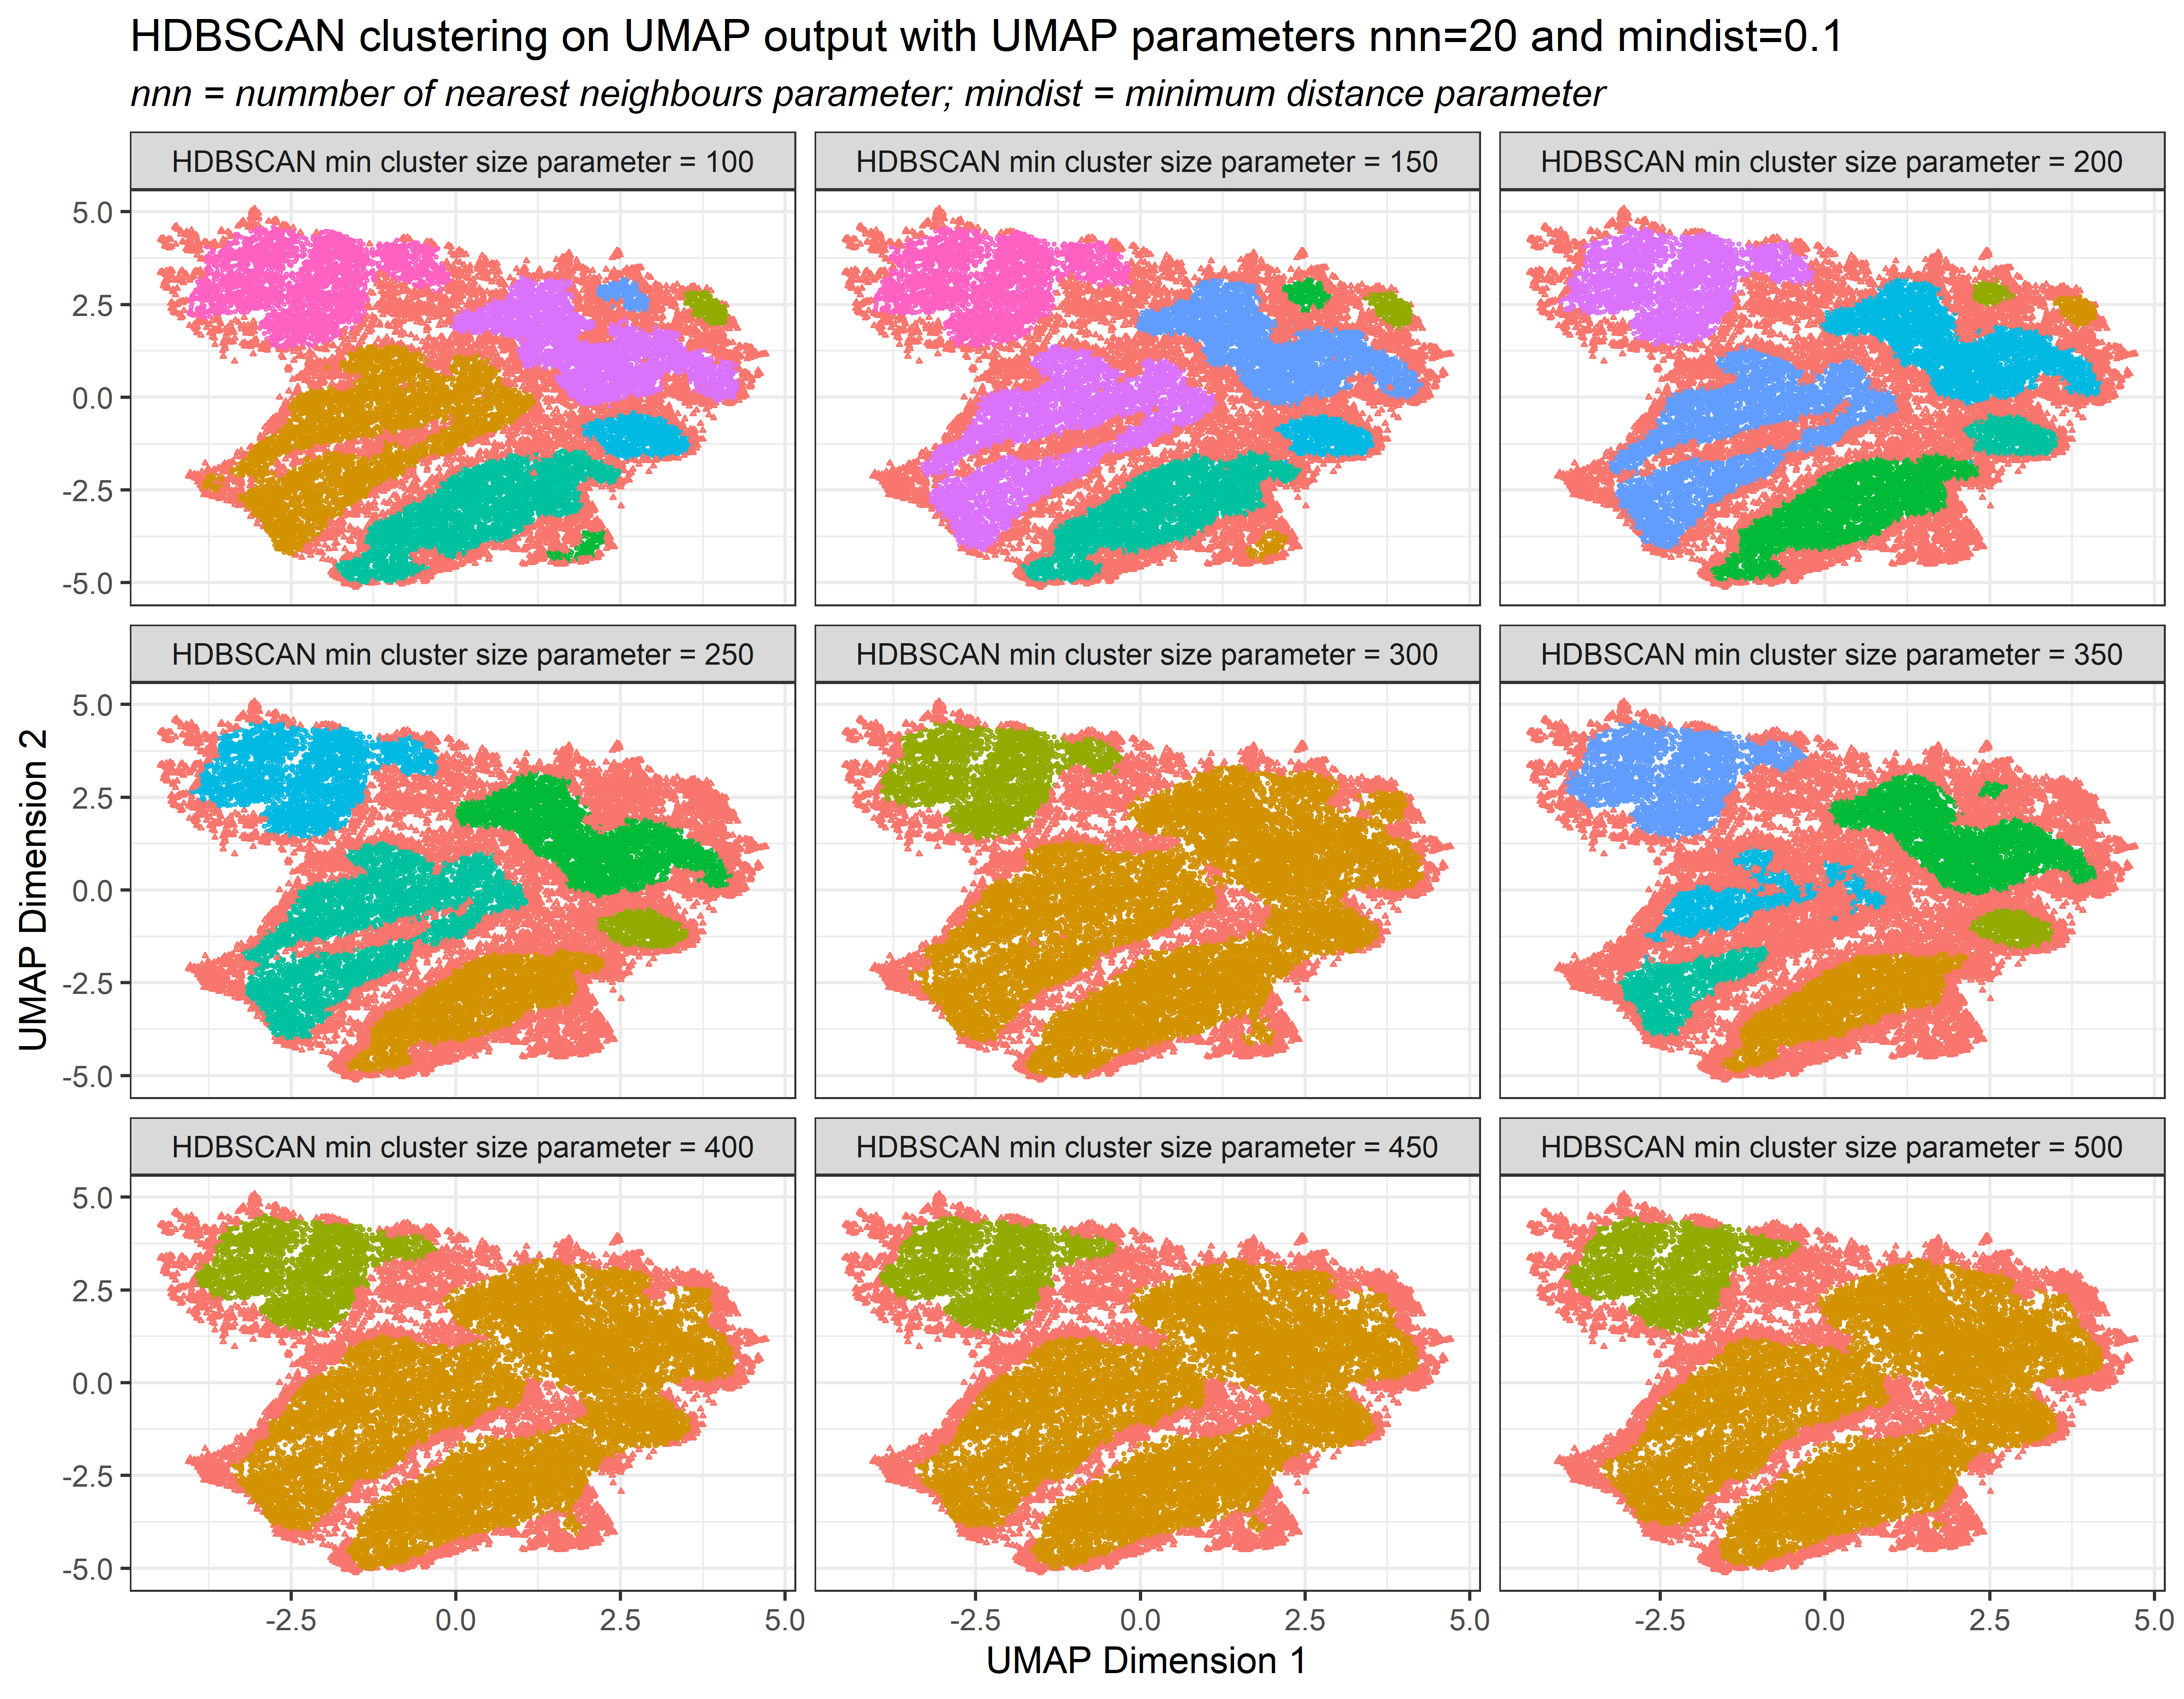 HDBSCAN clustering on UMAP output with UMAP parameters nnn=20 and mindist=0.1
nnn = nummber of nearest neighbours parameter; mindist = minimum distance parameter
HDBSCAN min cluster size parameter = 100
HDBSCAN min cluster size parameter = 150
HDBSCAN min cluster size parameter = 200
5.0
2.5
0.0
-2.5
-5.0
HDBSCAN min cluster size parameter = 250
HDBSCAN min cluster size parameter = 300
HDBSCAN min cluster size parameter = 350
5.0
2.5
0.0
-2.5
-5.0
UMAP Dimension 2
HDBSCAN min cluster size parameter = 400
HDBSCAN min cluster size parameter = 450
HDBSCAN min cluster size parameter = 500
5.0
2.5
0.0
-2.5
-5.0
-2.5 0.0 2.5 5.0
-2.5 0.0 2.5 5.0
-2.5 0.0 2.5 5.0
UMAP Dimension 1